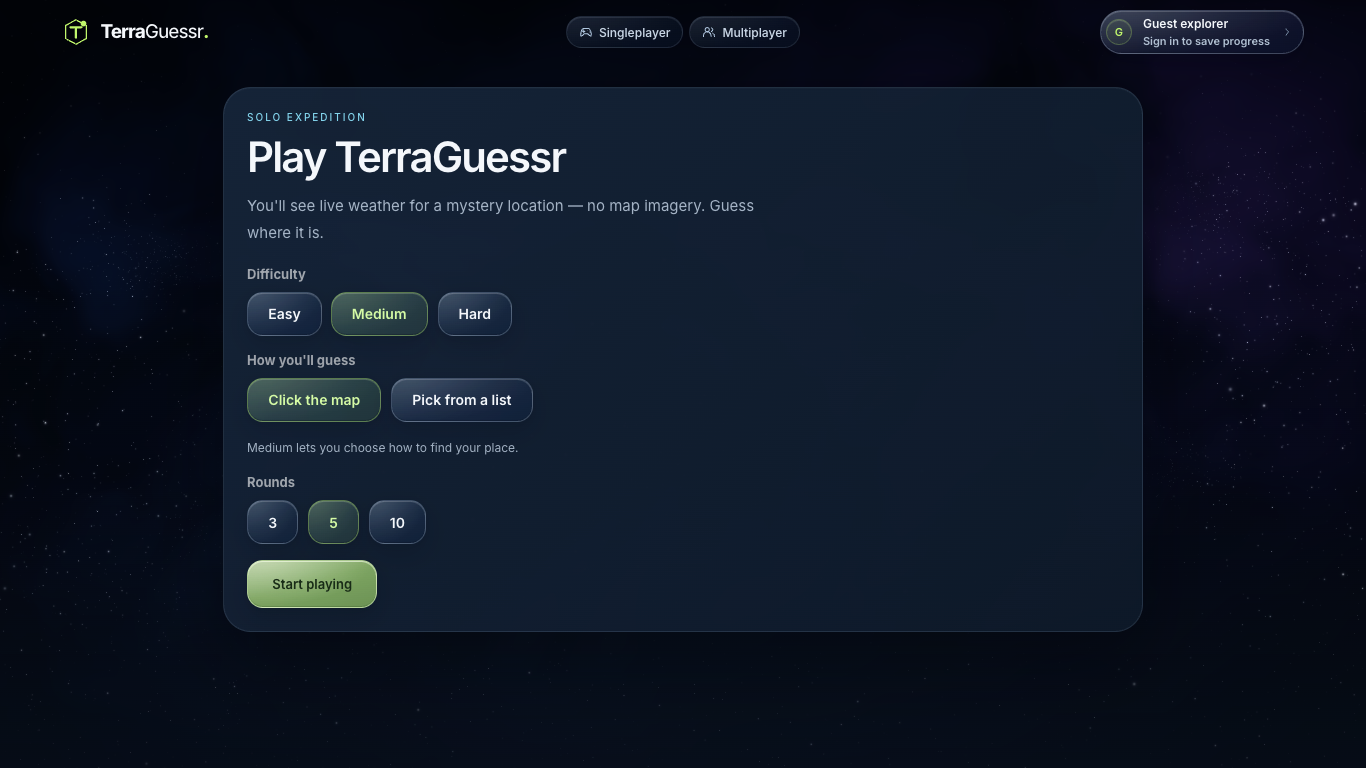 TerraGuessr.
Singleplayer
Multiplayer
G
Guest explorer
Sign in to save progress
SOLO EXPEDITION
Play TerraGuessr
You'll see live weather for a mystery location — no map imagery. Guess
where it is.
Difficulty
Easy
Medium
Hard
How you'll guess
Click the map
Pick from a list
Medium lets you choose how to find your place.
Rounds
3
5
10
Start playing